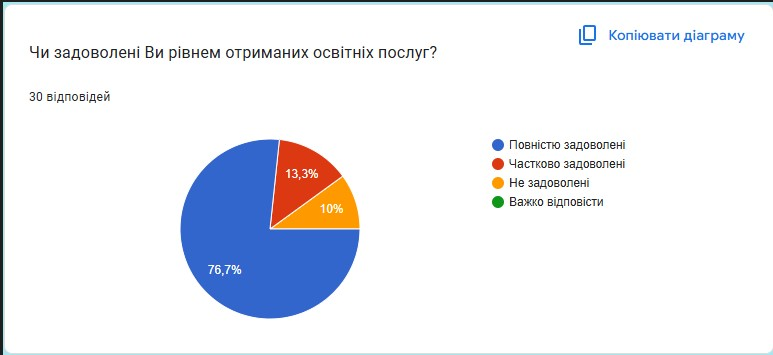 Копіювати діаграму
Чи задоволені Ви рівнем отриманих освітніх послуг?
30 відповідей
13,3%
10%
76,7%
Повністю задоволені
Частково задоволені
Не задоволені
Важко відповісти